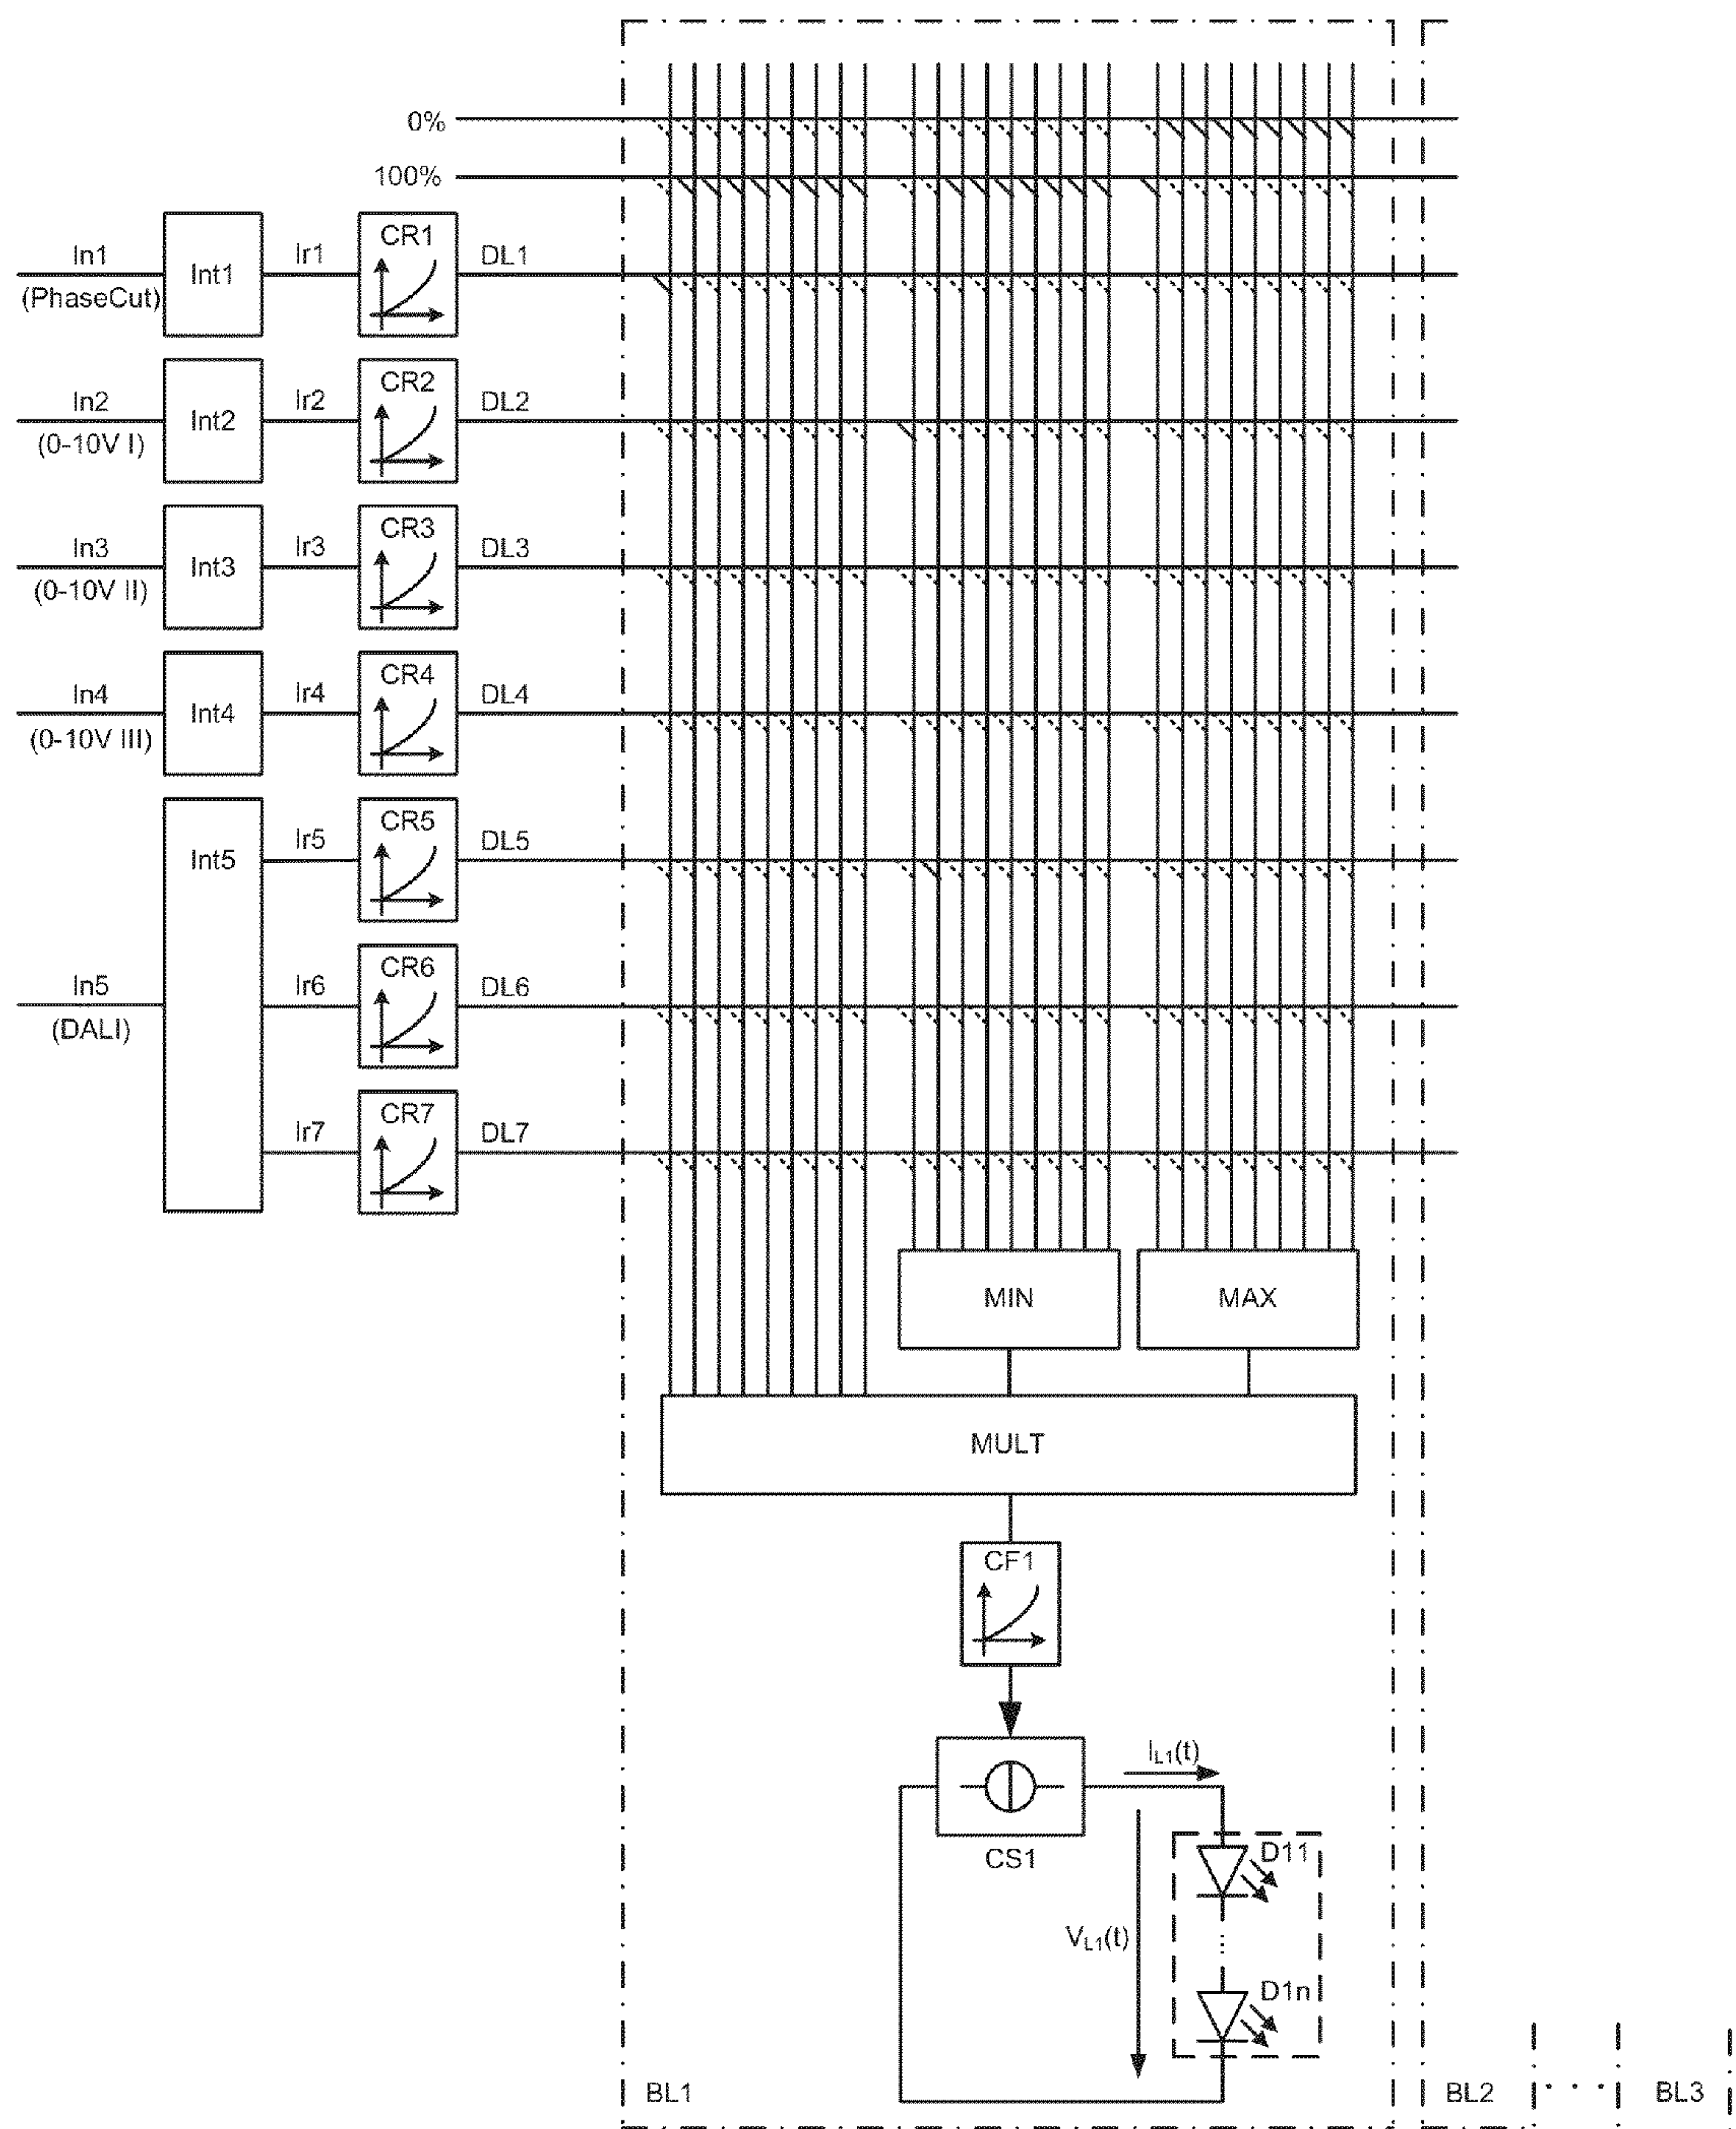 0%
100%
In1
(PhaseCut)
Int1
Ir1
CR1
DL1
In2
(0-10V I)
Int2
Ir2
CR2
DL2
In3
(0-10V II)
Int3
Ir3
CR3
DL3
In4
(0-10V III)
Int4
Ir4
CR4
DL4
Int5
Ir5
CR5
DL5
In5
(DALI)
Ir6
CR6
DL6
Ir7
CR7
DL7
MIN
MAX
MULT
CF1
CS1
IL1(t)
VL1(t)
D11
D1n
BL1
BL2
BL3